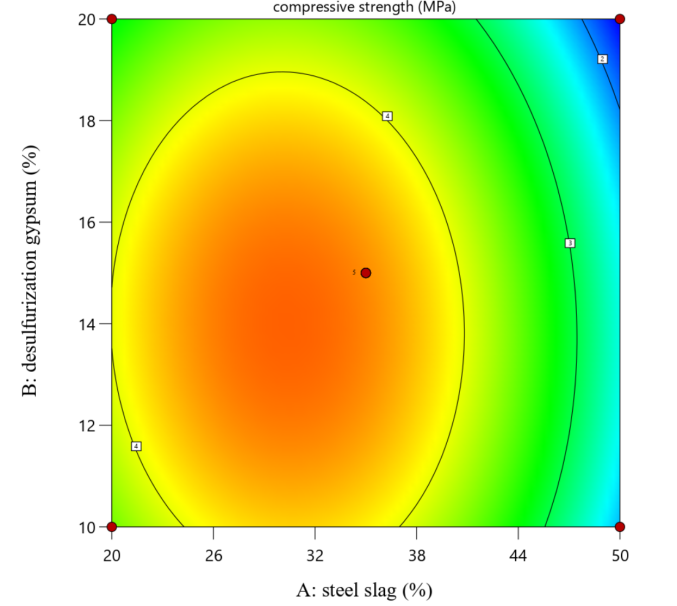 compressive strength (MPa)
20
2
18
4
16
3
5
14
12
4
10
20 26 32 38 44 50
A: steel slag (%)
B: desulfurization gypsum (%)